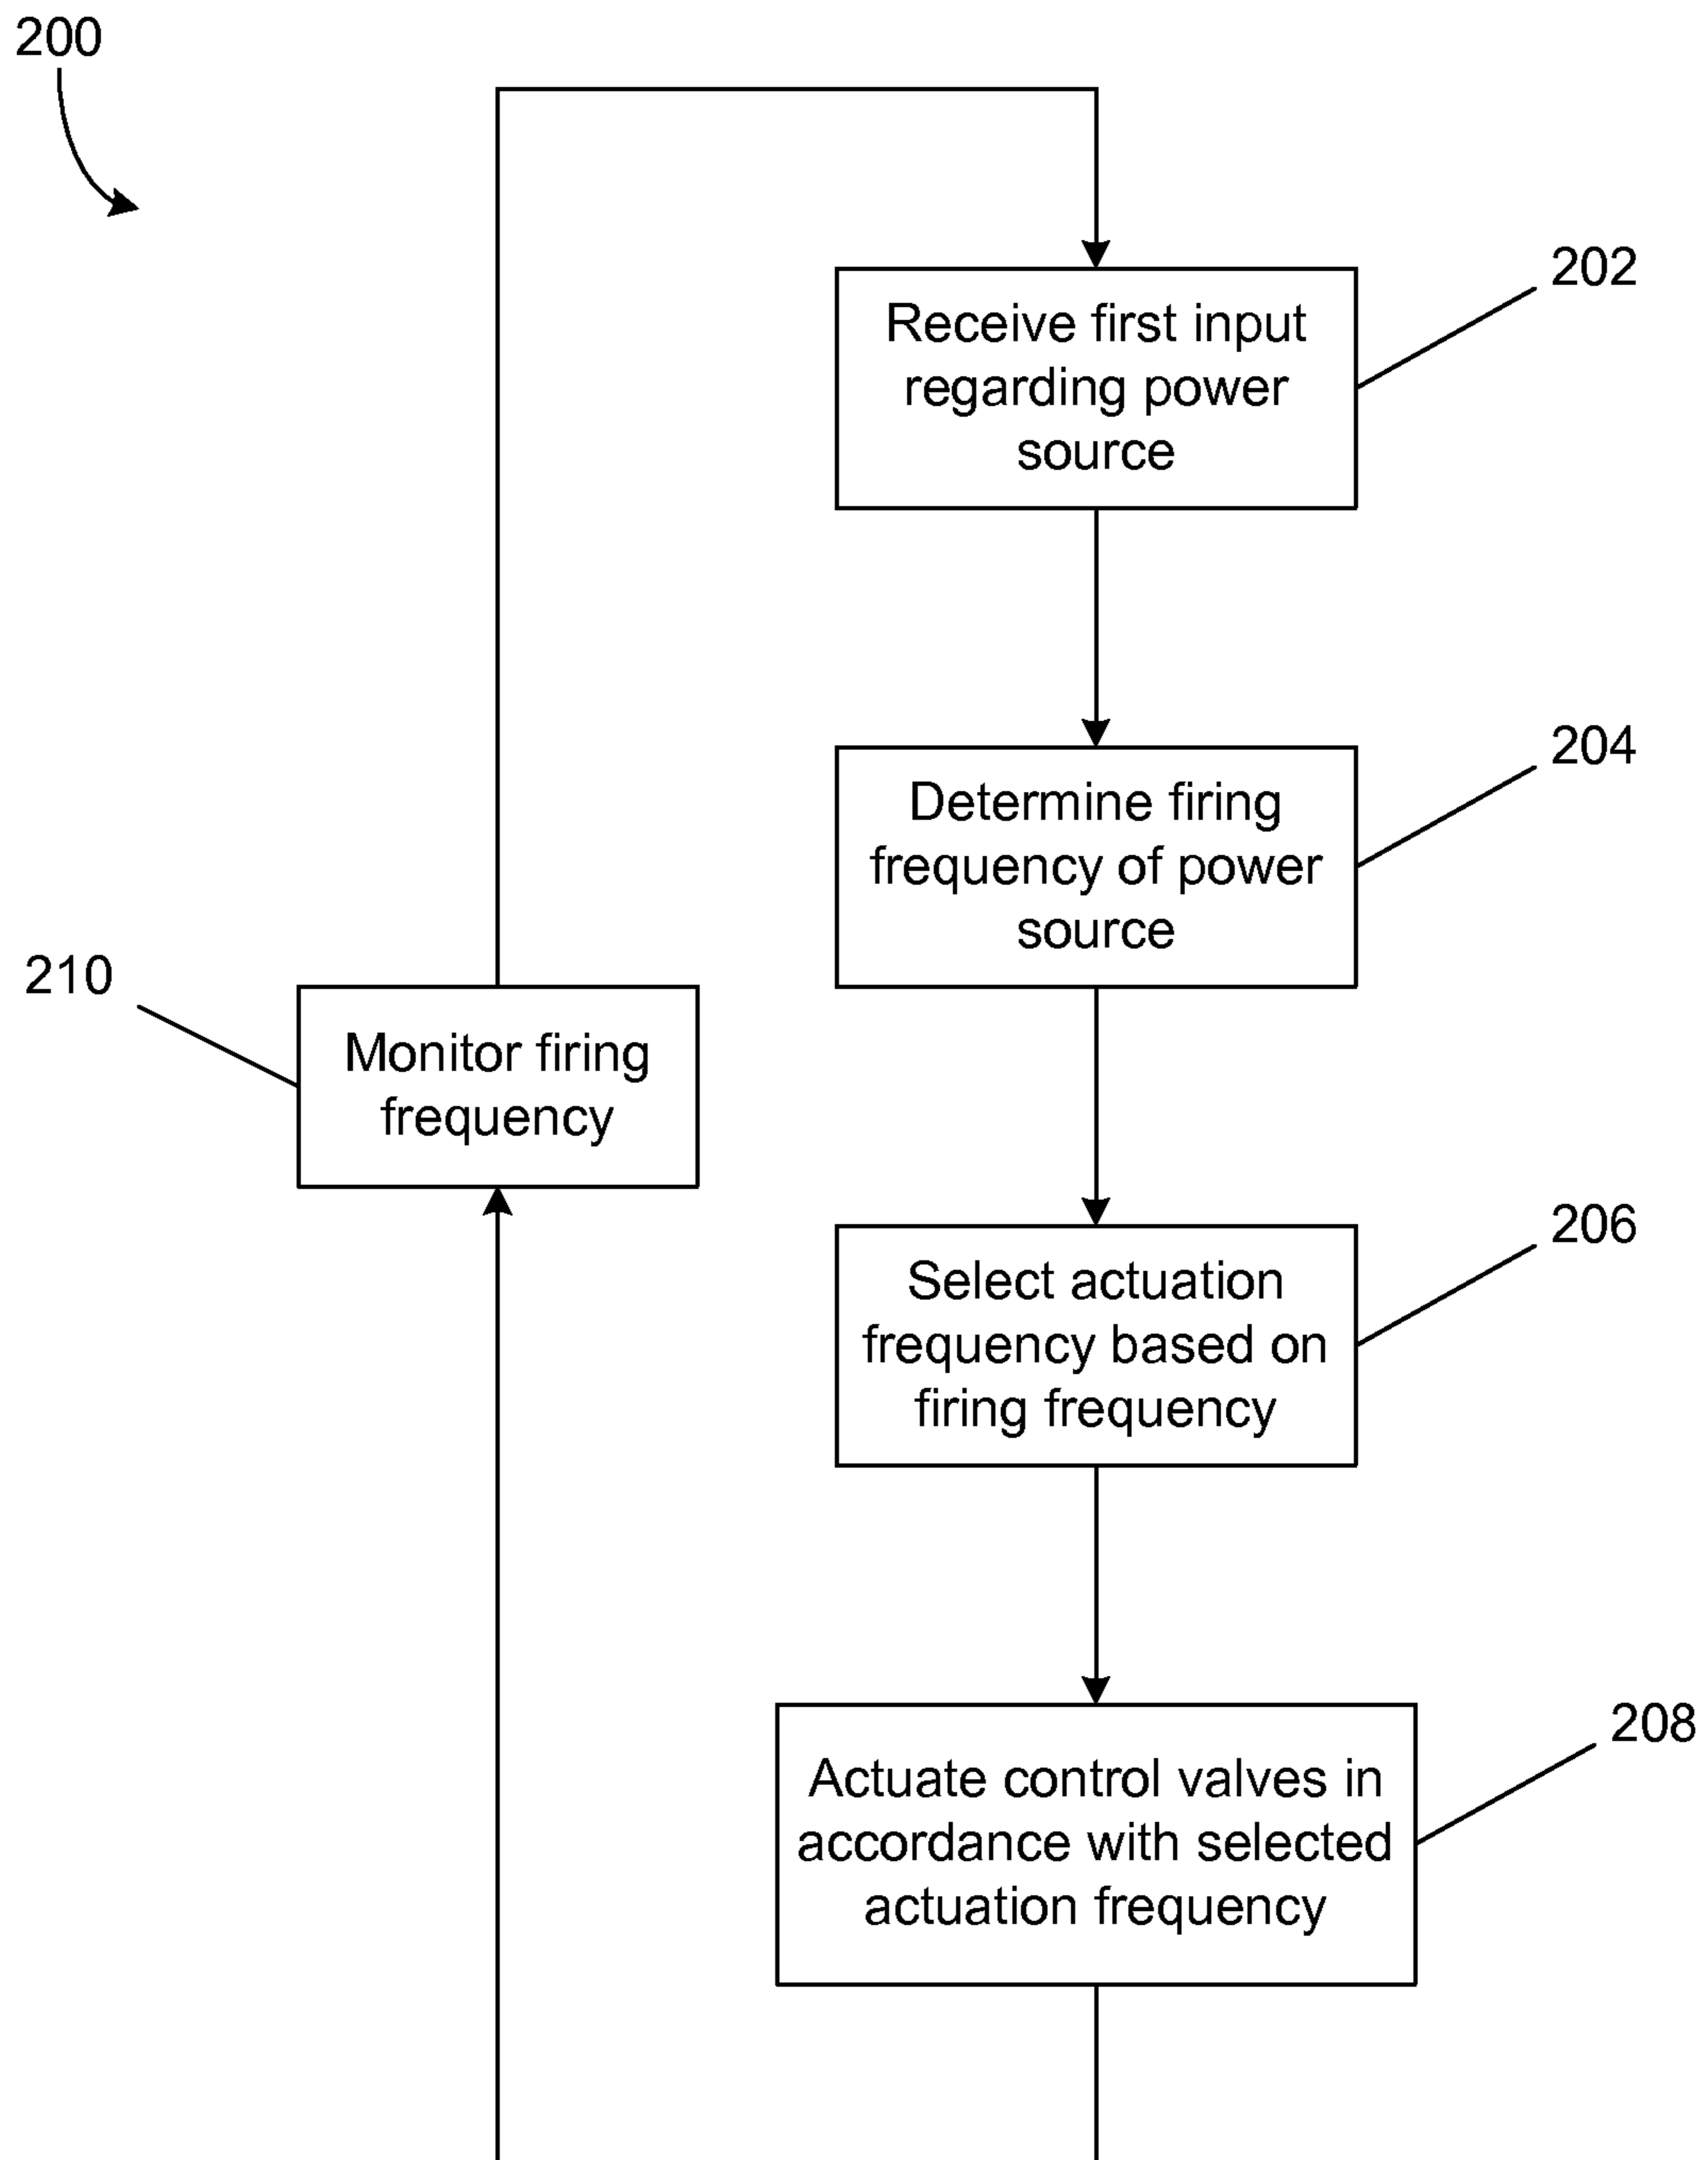 200
202
Receive first input
regarding power
source
204
Determine firing
frequency of power
source
210
Monitor firing
frequency
206
Select actuation
frequency based on
firing frequency
208
Actuate control valves in
accordance with selected
actuation frequency